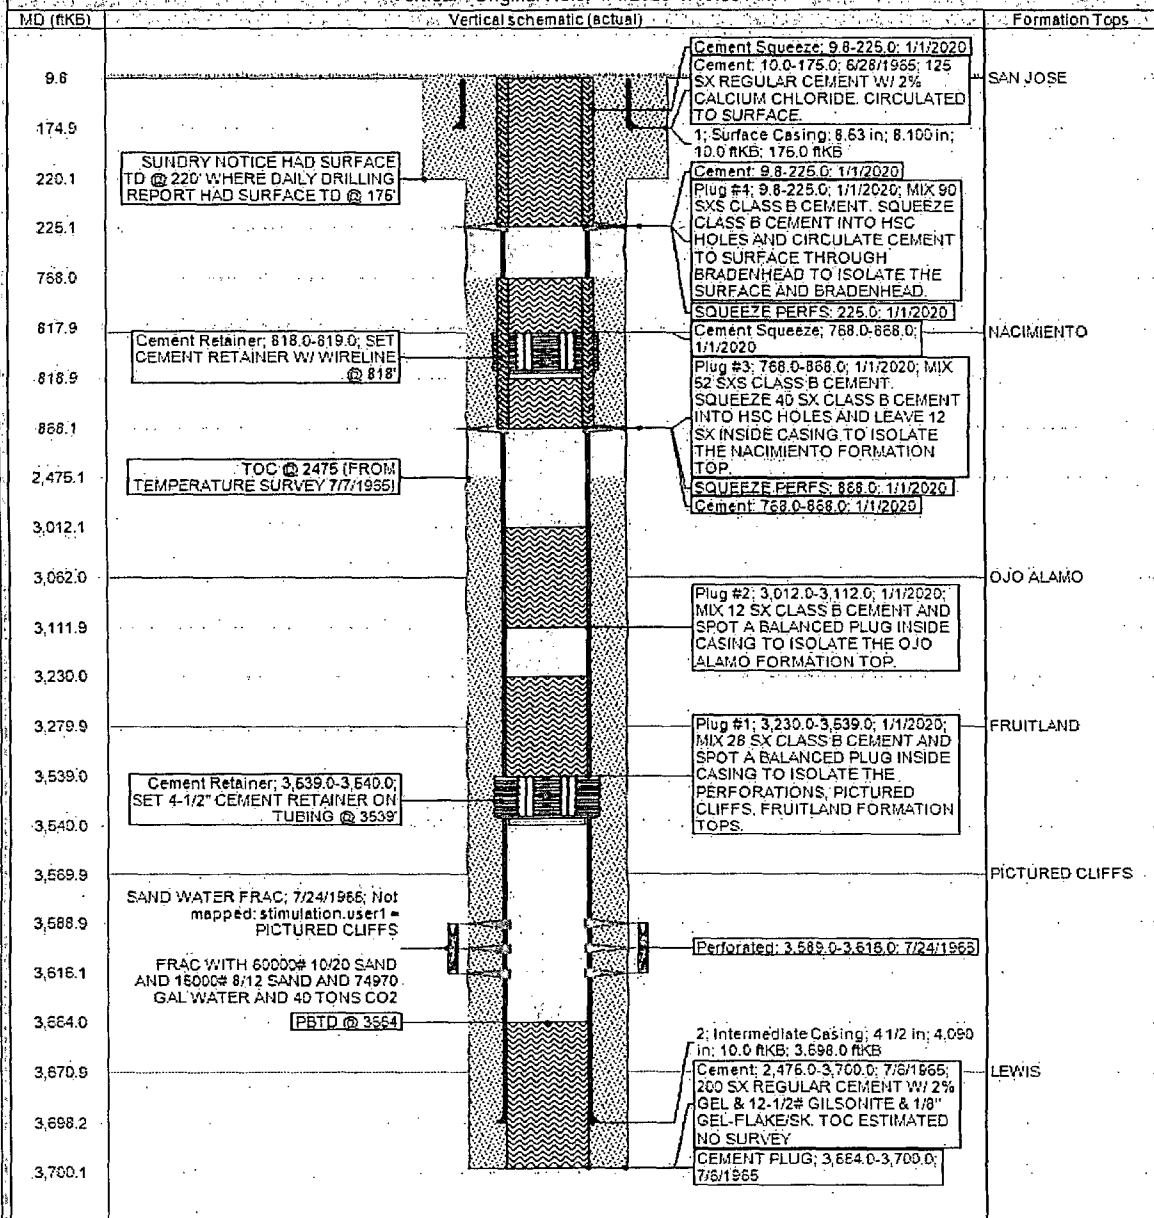 MD (ftKB)
Vertical schematic (actual)
Formation Tops
9.8
174.9
220.1
225.1
768.0
817.9
818.9
868.1
2,475.1
3,012.1
3,062.0
3,111.9
3,230.0
3,279.9
3,539.0
3,540.0
3,569.9
3,588.9
3,616.1
3,664.0
3,670.9
3,698.2
3,700.1
SUNDRY NOTICE HAD SURFACE
TD @ 220' WHERE DAILY DRILLING
REPORT HAD SURFACE TD @ 176'
Cement Retainer; 818.0-819.0; SET
CEMENT RETAINER W/ WIRELINE
@ 818'
TOC @ 2475 (FROM
TEMPERATURE SURVEY 7/7/1965)
Cement Retainer; 3,539.0-3,540.0;
SET 4-1/2" CEMENT RETAINER ON
TUBING @ 3539'
SAND WATER FRAC; 7/24/1965; Not
mapped: stimulation.user1 =
PICTURED CLIFFS
FRAC WITH 60000# 10/20 SAND
AND 15000# 8/12 SAND AND 74970
GAL WATER AND 40 TONS CO2
PBTD @ 3664
Cement Squeeze; 9.8-225.0; 1/1/2020
Cement; 10.0-175.0; 6/28/1965; 125
SX REGULAR CEMENT W/ 2%
CALCIUM CHLORIDE. CIRCULATED
TO SURFACE.
1; Surface Casing; 8.63 in; 8.100 in;
10.0 ftKB; 175.0 ftKB
Cement; 9.8-225.0; 1/1/2020
Plug #4; 9.8-225.0; 1/1/2020; MIX 90
SXS CLASS B CEMENT. SQUEEZE
CLASS B CEMENT INTO HSC
HOLES AND CIRCULATE CEMENT
TO SURFACE THROUGH
BRADENHEAD TO ISOLATE THE
SURFACE AND BRADENHEAD.
SQUEEZE PERFS; 225.0; 1/1/2020
Cement Squeeze; 768.0-868.0;
1/1/2020
Plug #3; 768.0-868.0; 1/1/2020; MIX
52 SXS CLASS B CEMENT.
SQUEEZE 40 SX CLASS B CEMENT
INTO HSC HOLES AND LEAVE 12
SX INSIDE CASING TO ISOLATE
THE NACIMIENTO FORMATION
TOP.
SQUEEZE PERFS; 868.0; 1/1/2020
Cement; 768.0-868.0; 1/1/2020
Plug #2; 3,012.0-3,112.0; 1/1/2020;
MIX 12 SX CLASS B CEMENT AND
SPOT A BALANCED PLUG INSIDE
CASING TO ISOLATE THE OJO
ALAMO FORMATION TOP.
Plug #1; 3,230.0-3,539.0; 1/1/2020;
MIX 28 SX CLASS B CEMENT AND
SPOT A BALANCED PLUG INSIDE
CASING TO ISOLATE THE
PERFORATIONS, PICTURED
CLIFFS, FRUITLAND FORMATION
TOPS.
Perforated; 3,589.0-3,616.0; 7/24/1965
2; Intermediate Casing; 4 1/2 in; 4.090
in; 10.0 ftKB; 3,698.0 ftKB
Cement; 2,475.0-3,700.0; 7/6/1965;
200 SX REGULAR CEMENT W/ 2%
GEL & 12-1/2# GILSONITE & 1/8"
GEL-FLAKE/SK. TOC ESTIMATED
NO SURVEY
CEMENT PLUG; 3,664.0-3,700.0;
7/6/1965
SAN JOSE
NACIMIENTO
OJO ALAMO
FRUITLAND
PICTURED CLIFFS
LEWIS